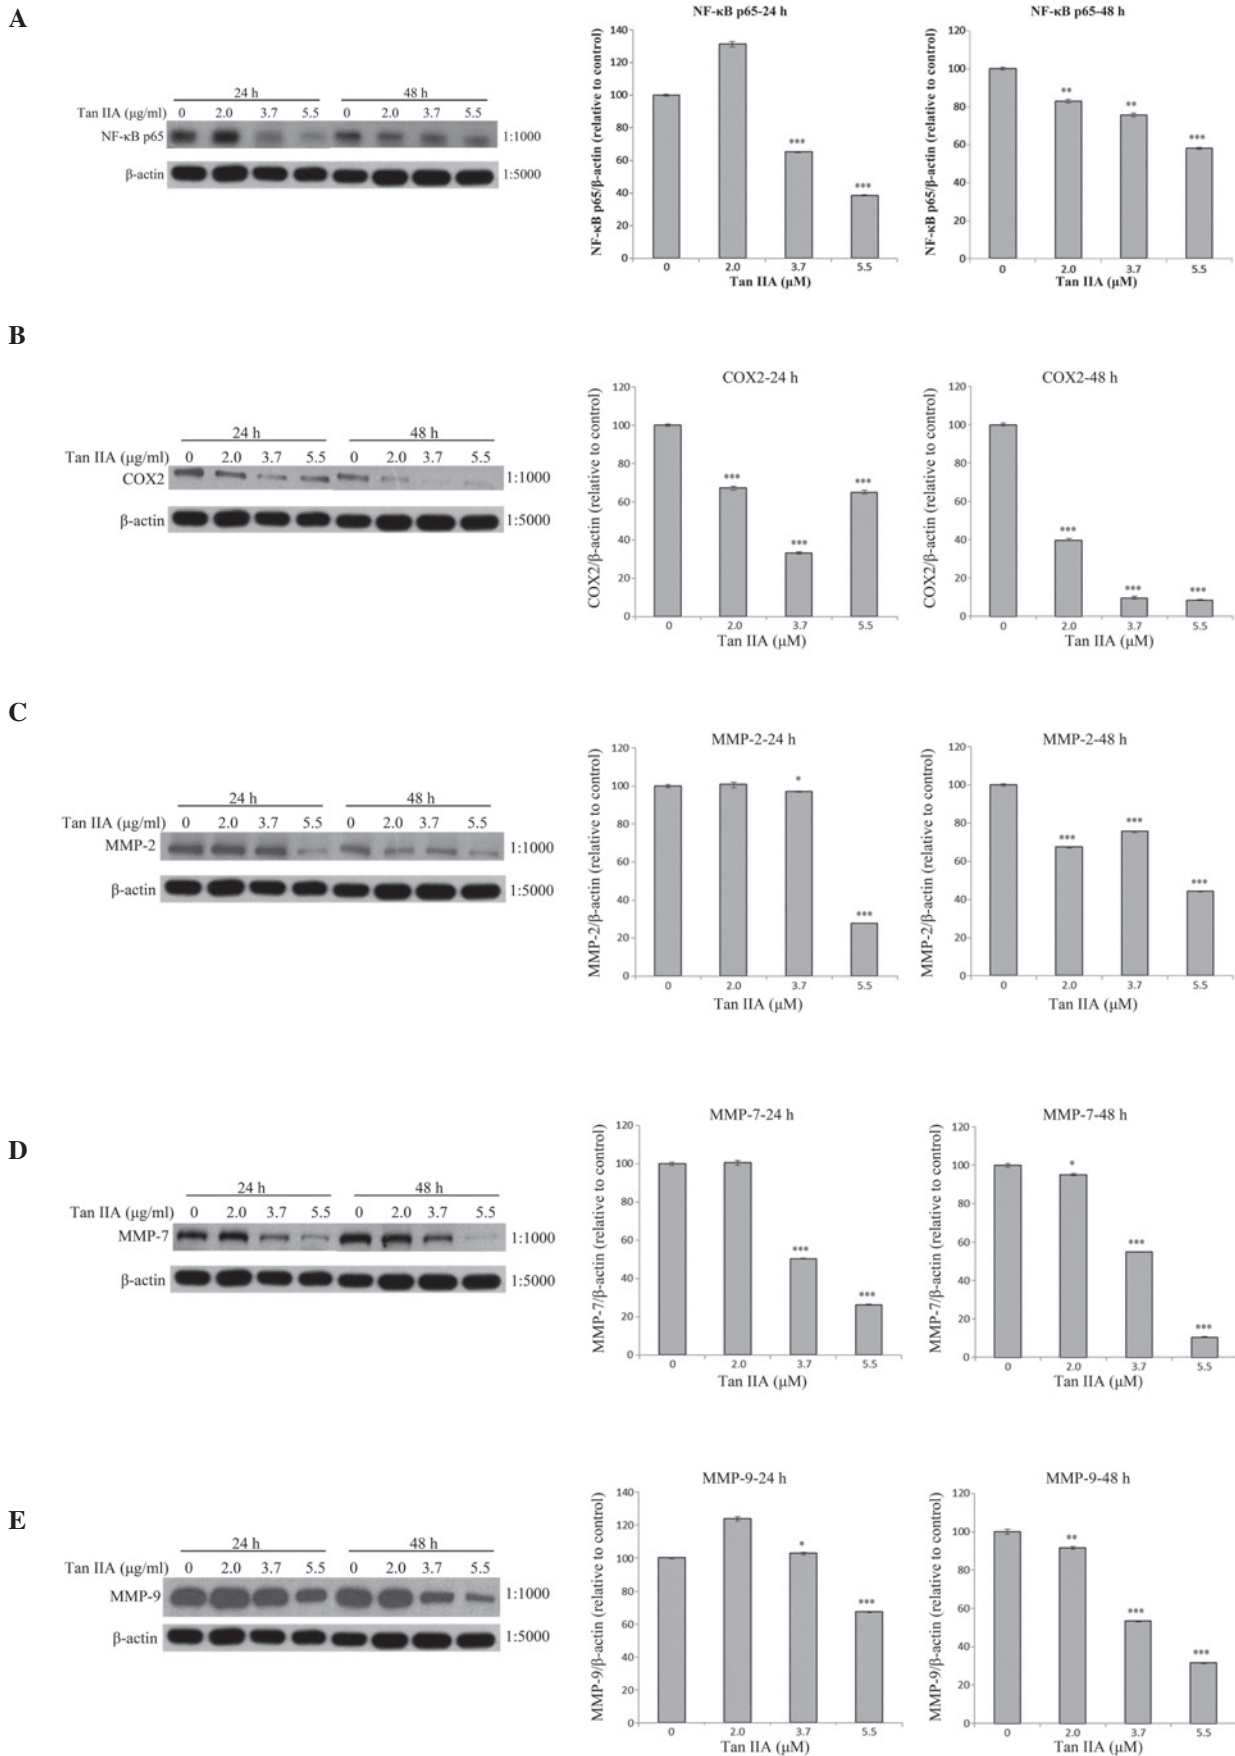 A
24 h 48 h
Tan IIA (μg/ml) 0 2.0 3.7 5.5 0 2.0 3.7 5.5
NF-κB p65 1:1000
β-actin 1:5000
NF-κB p65-24 h
NF-κB p65/β-actin (relative to control)
140
120
100
80
60
40
20
0
*** ***
0 2.0 3.7 5.5
Tan IIA (μM)
NF-κB p65-48 h
NF-κB p65/β-actin (relative to control)
120
100
80
60
40
20
0
** ** ***
0 2.0 3.7 5.5
Tan IIA (μM)
B
24 h 48 h
Tan IIA (μg/ml) 0 2.0 3.7 5.5 0 2.0 3.7 5.5
COX2 1:1000
β-actin 1:5000
COX2-24 h
COX2/β-actin (relative to control)
120
100
80
60
40
20
0
*** *** ***
0 2.0 3.7 5.5
Tan IIA (μM)
COX2-48 h
COX2/β-actin (relative to control)
120
100
80
60
40
20
0
*** *** ***
0 2.0 3.7 5.5
Tan IIA (μM)
C
24 h 48 h
Tan IIA (μg/ml) 0 2.0 3.7 5.5 0 2.0 3.7 5.5
MMP-2 1:1000
β-actin 1:5000
MMP-2-24 h
MMP-2/β-actin (relative to control)
120
100
80
60
40
20
0
* ***
0 2.0 3.7 5.5
Tan IIA (μM)
MMP-2-48 h
MMP-2/β-actin (relative to control)
120
100
80
60
40
20
0
*** *** ***
0 2.0 3.7 5.5
Tan IIA (μM)
D
24 h 48 h
Tan IIA (μg/ml) 0 2.0 3.7 5.5 0 2.0 3.7 5.5
MMP-7 1:1000
β-actin 1:5000
MMP-7-24 h
MMP-7/β-actin (relative to control)
120
100
80
60
40
20
0
*** ***
0 2.0 3.7 5.5
Tan IIA (μM)
MMP-7-48 h
MMP-7/β-actin (relative to control)
120
100
80
60
40
20
0
* *** ***
0 2.0 3.7 5.5
Tan IIA (μM)
E
24 h 48 h
Tan IIA (μg/ml) 0 2.0 3.7 5.5 0 2.0 3.7 5.5
MMP-9 1:1000
β-actin 1:5000
MMP-9-24 h
MMP-9/β-actin (relative to control)
140
120
100
80
60
40
20
0
* ***
0 2.0 3.7 5.5
Tan IIA (μM)
MMP-9-48 h
MMP-9/β-actin (relative to control)
120
100
80
60
40
20
0
** *** ***
0 2.0 3.7 5.5
Tan IIA (μM)